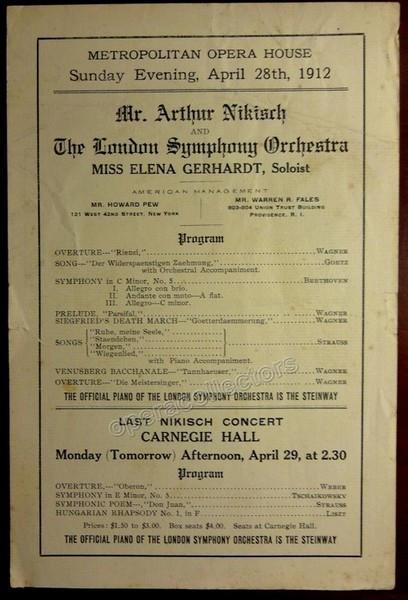 METROPOLITAN OPERA HOUSE
Sunday Evening, April 28th, 1912
Mr. Arthur Nikisch
AND
The London Symphony Orchestra
MISS ELENA GERHARDT, Soloist
AMERICAN MANAGEMENT
MR. HOWARD PEW
121 WEST 42ND STREET, NEW YORK
MR. WARREN R. FALES
803-804 UNION TRUST BUILDING
PROVIDENCE, R. I.
Program
OVERTURE—"Rienzi,"..........WAGNER
SONG—"Der Widerspaenstigen Zaehmung,"..........GOETZ
with Orchestral Accompaniment.
SYMPHONY in C Minor, No. 5..........BEETHOVEN
I. Allegro con brio.
II. Andante con moto—A flat.
III. Allegro—C minor.
PRELUDE, "Parsifal,"..........WAGNER
SIEGFRIED'S DEATH MARCH—"Goetterdaemmerung,"..........WAGNER
SONGS
"Ruhe, meine Seele,"
"Staendchen,"
"Morgen,"
"Wiegenlied,"
STRAUSS
with Piano Accompaniment.
VENUSBERG BACCHANALE—"Tannhaeuser,"..........WAGNER
OVERTURE—"Die Meistersinger,"..........WAGNER
THE OFFICIAL PIANO OF THE LONDON SYMPHONY ORCHESTRA IS THE STEINWAY
operacollectors
LAST NIKISCH CONCERT
CARNEGIE HALL
Monday (Tomorrow) Afternoon, April 29, at 2.30
Program
OVERTURE,—"Oberon,"..........WEBER
SYMPHONY in E Minor, No. 5..........TSCHAIKOWSKY
SYMPHONIC POEM—,"Don Juan,"..........STRAUSS
HUNGARIAN RHAPSODY No. 1, in F..........LISZT
Prices: $1.50 to $3.00. Box seats $4.00. Seats at Carnegie Hall.
THE OFFICIAL PIANO OF THE LONDON SYMPHONY ORCHESTRA IS THE STEINWAY